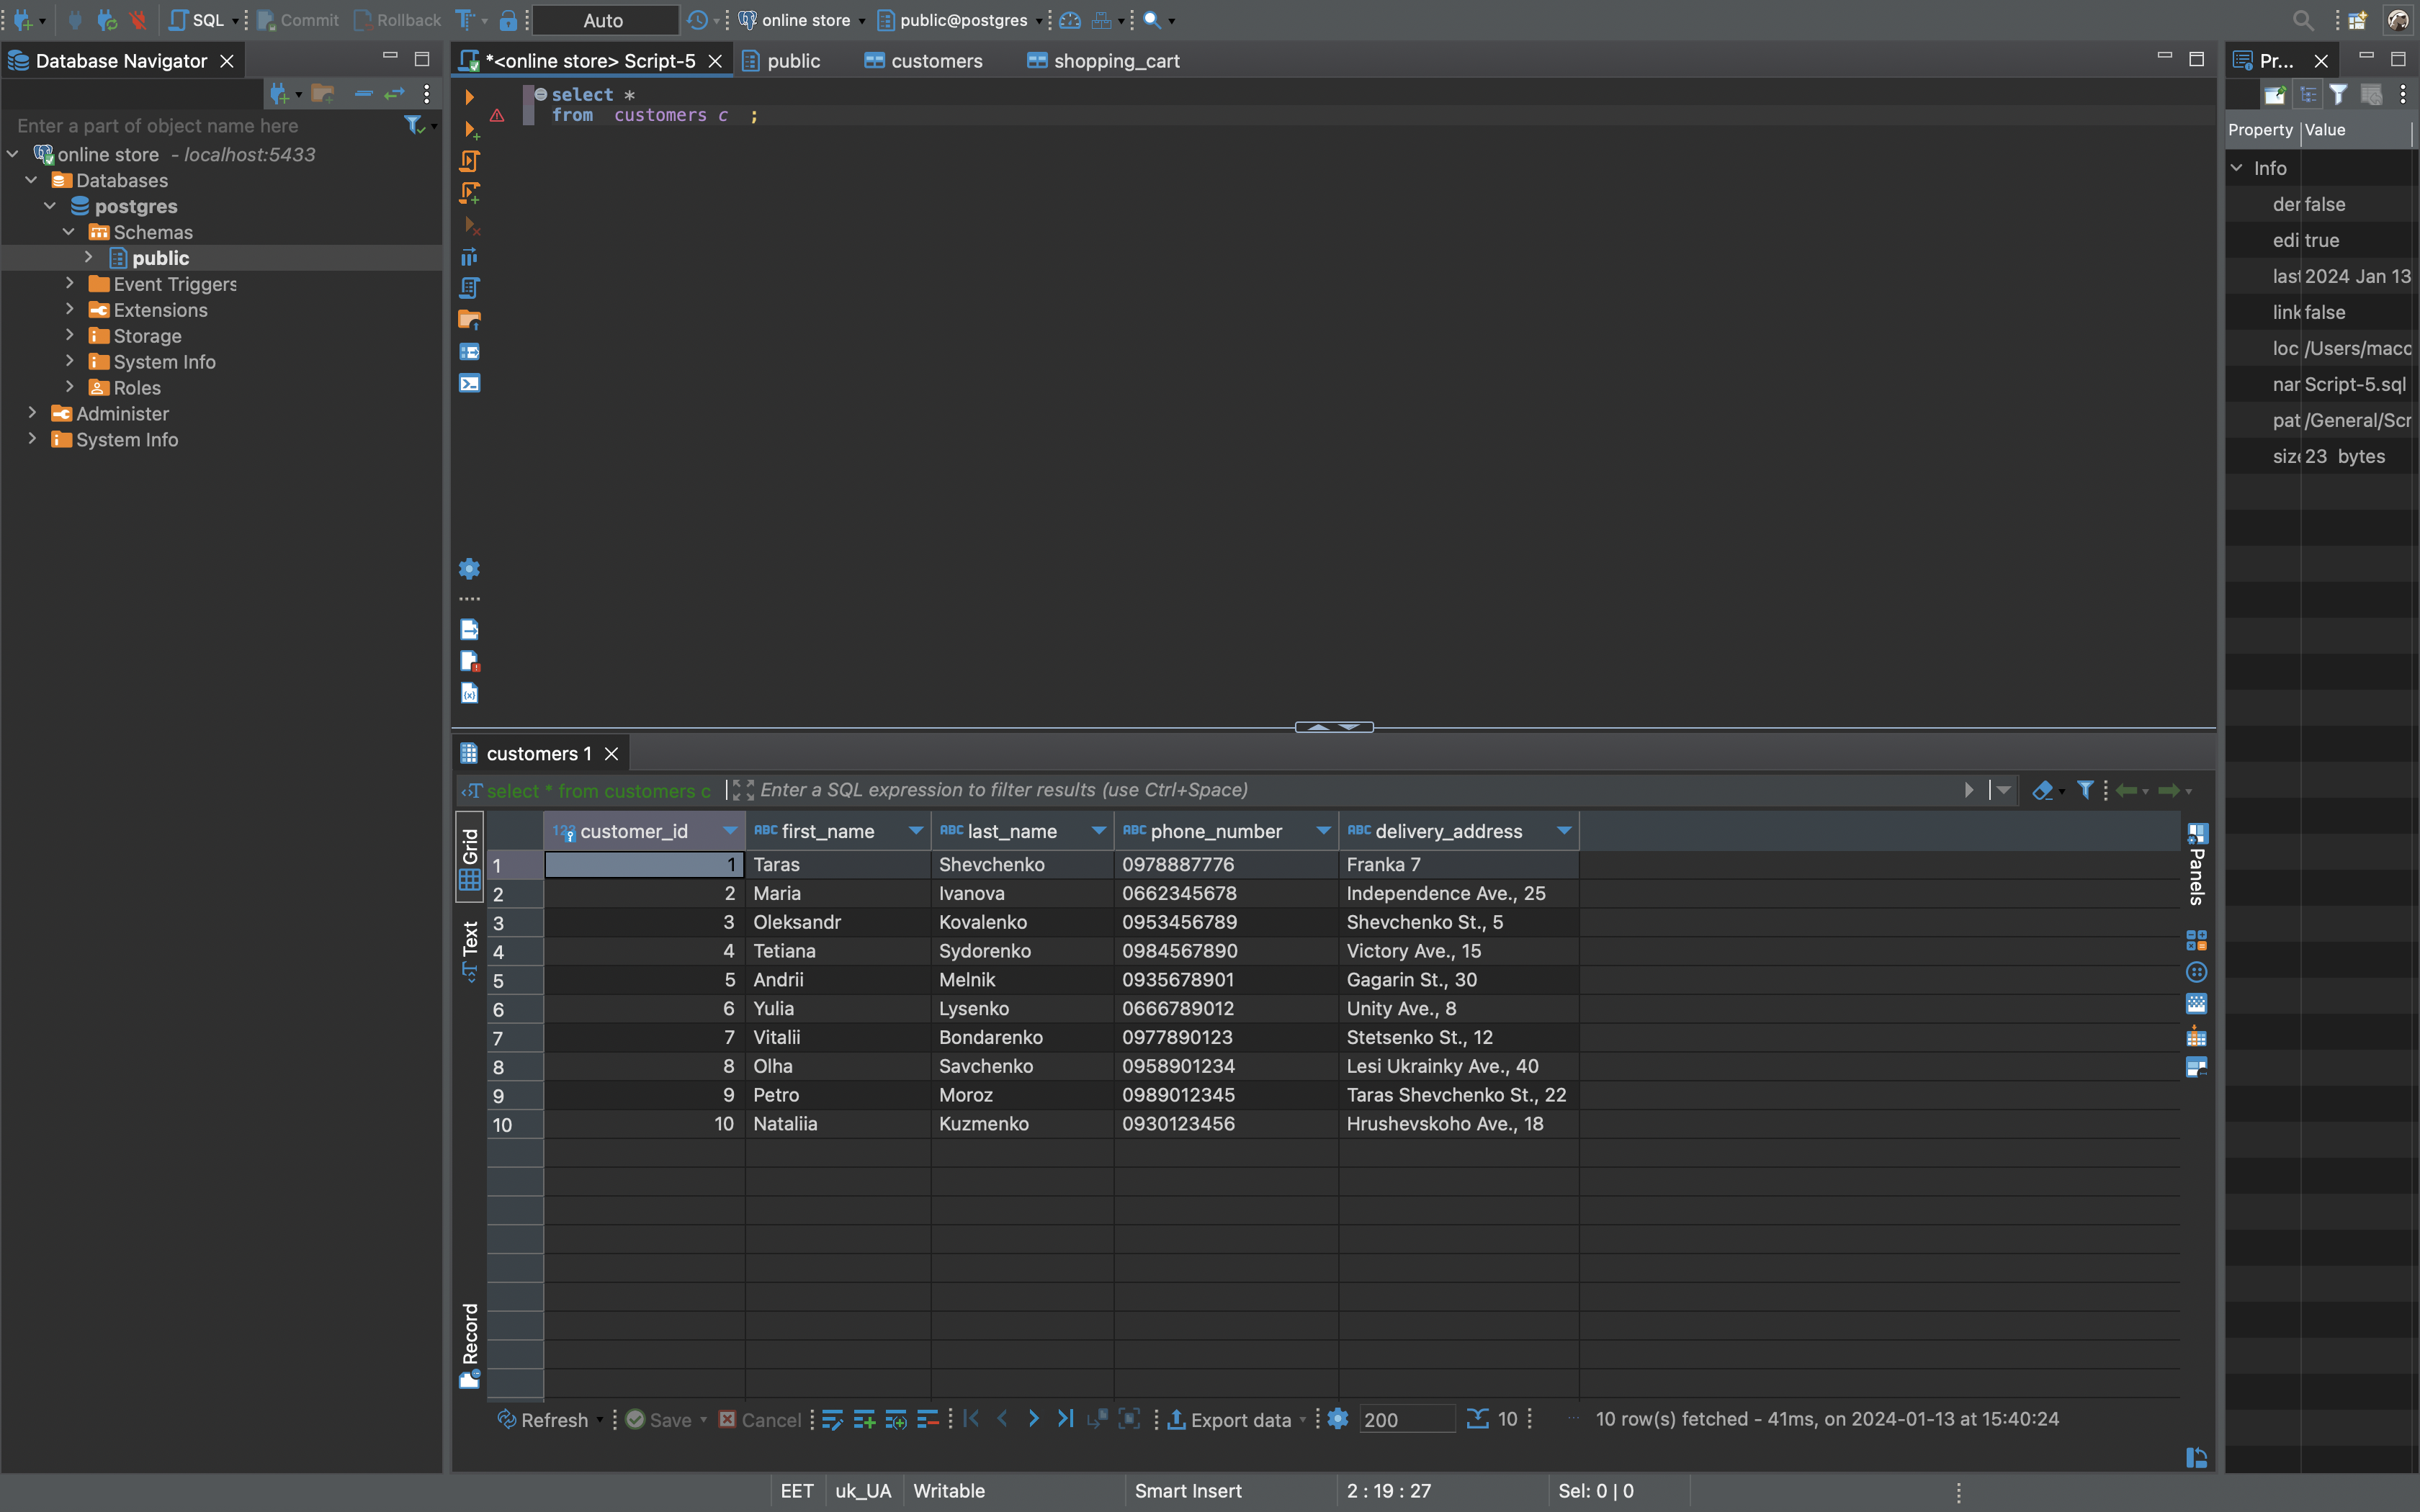 SQL Commit Rollback Auto online store public@postgres
Database Navigator
*<online store> Script-5 public customers shopping_cart
Pr...
Enter a part of object name here
online store - localhost:5433
Databases
postgres
Schemas
public
Event Triggers
Extensions
Storage
System Info
Roles
Administer
System Info
select *
from customers c ;
Property Value
Info
der false
edi true
last 2024 Jan 13
link false
loc /Users/macc
nar Script-5.sql
pat /General/Scr
size 23 bytes
customers 1
select * from customers c Enter a SQL expression to filter results (use Ctrl+Space)
Grid
Text
Record
Panels
123 customer_id ABC first_name ABC last_name ABC phone_number ABC delivery_address
1 1 Taras Shevchenko 0978887776 Franka 7
2 2 Maria Ivanova 0662345678 Independence Ave., 25
3 3 Oleksandr Kovalenko 0953456789 Shevchenko St., 5
4 4 Tetiana Sydorenko 0984567890 Victory Ave., 15
5 5 Andrii Melnik 0935678901 Gagarin St., 30
6 6 Yulia Lysenko 0666789012 Unity Ave., 8
7 7 Vitalii Bondarenko 0977890123 Stetsenko St., 12
8 8 Olha Savchenko 0958901234 Lesi Ukrainky Ave., 40
9 9 Petro Moroz 0989012345 Taras Shevchenko St., 22
10 10 Nataliia Kuzmenko 0930123456 Hrushevskoho Ave., 18
Refresh Save Cancel Export data 200 10 ... 10 row(s) fetched - 41ms, on 2024-01-13 at 15:40:24
EET uk_UA Writable Smart Insert 2 : 19 : 27 Sel: 0 | 0